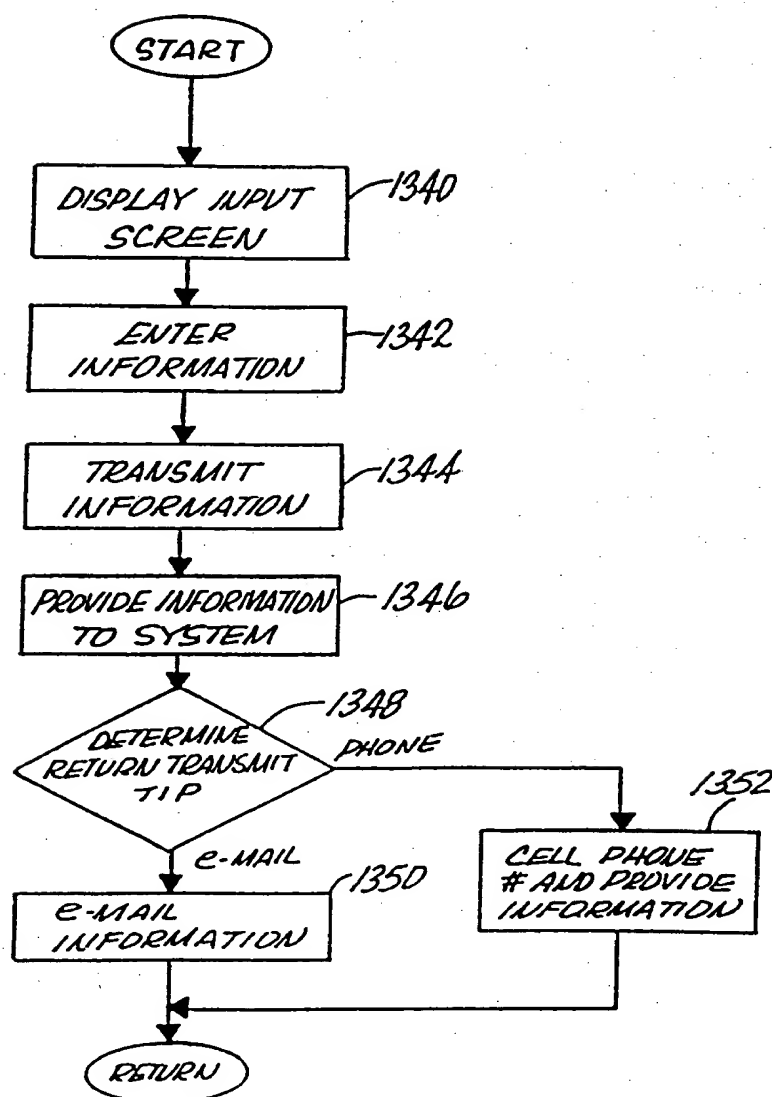 START
DISPLAY INPUT
SCREEN
1340
ENTER
INFORMATION
1342
TRANSMIT
INFORMATION
1344
PROVIDE INFORMATION
TO SYSTEM
1346
DETERMINE
RETURN TRANSMIT
TIP
1348
PHONE
e-MAIL
CELL PHONE
# AND PROVIDE
INFORMATION
1352
e-MAIL
INFORMATION
1350
RETURN